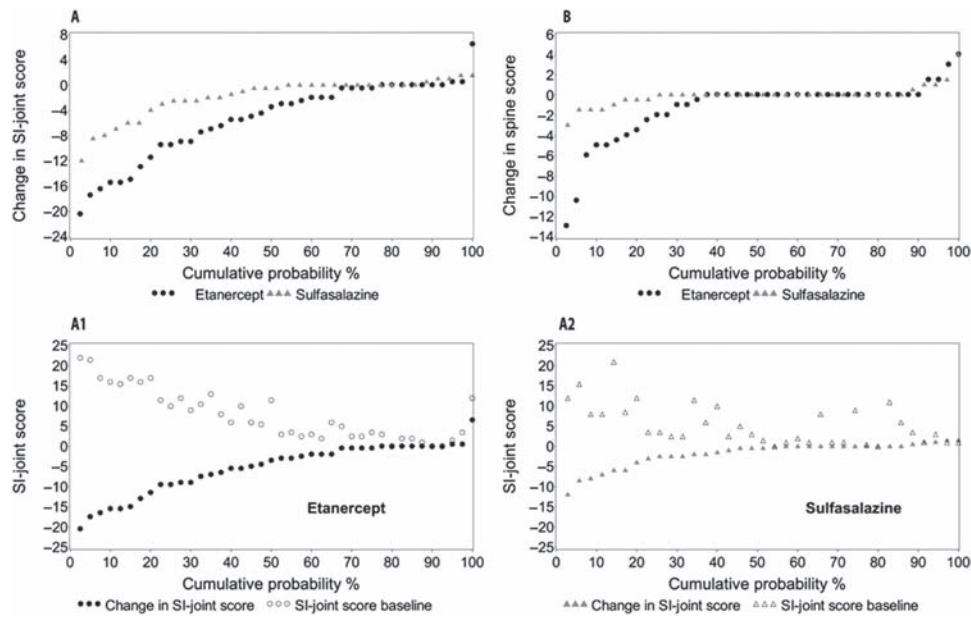 A
Change in SI-joint score
8
4
0
–4
–8
–12
–16
–20
–24
0 10 20 30 40 50 60 70 80 90 100
Cumulative probability %
Etanercept Sulfasalazine
B
Change in spine score
6
4
2
0
–2
–4
–6
–8
–10
–12
–14
0 10 20 30 40 50 60 70 80 90 100
Cumulative probability %
Etanercept Sulfasalazine
A1
SI-joint score
25
20
15
10
5
0
–5
–10
–15
–20
–25
Etanercept
0 10 20 30 40 50 60 70 80 90 100
Cumulative probability %
Change in SI-joint score SI-joint score baseline
A2
SI-joint score
25
20
15
10
5
0
–5
–10
–15
–20
–25
Sulfasalazine
0 10 20 30 40 50 60 70 80 90 100
Cumulative probability %
Change in SI-joint score SI-joint score baseline